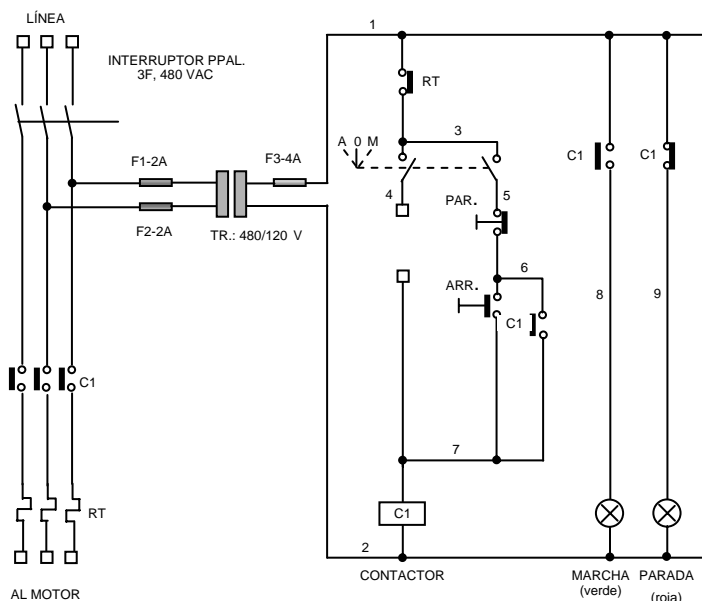 LÍNEA
1
INTERRUPTOR PPAL.
3F, 480 VAC
RT
A 0 M
3
C1
C1
F1-2A
F3-4A
4
5
PAR.
F2-2A
TR.: 480/120 V
6
ARR.
C1
8
9
C1
7
RT
C1
2
AL MOTOR
CONTACTOR
MARCHA
(verde)
PARADA
(roja)